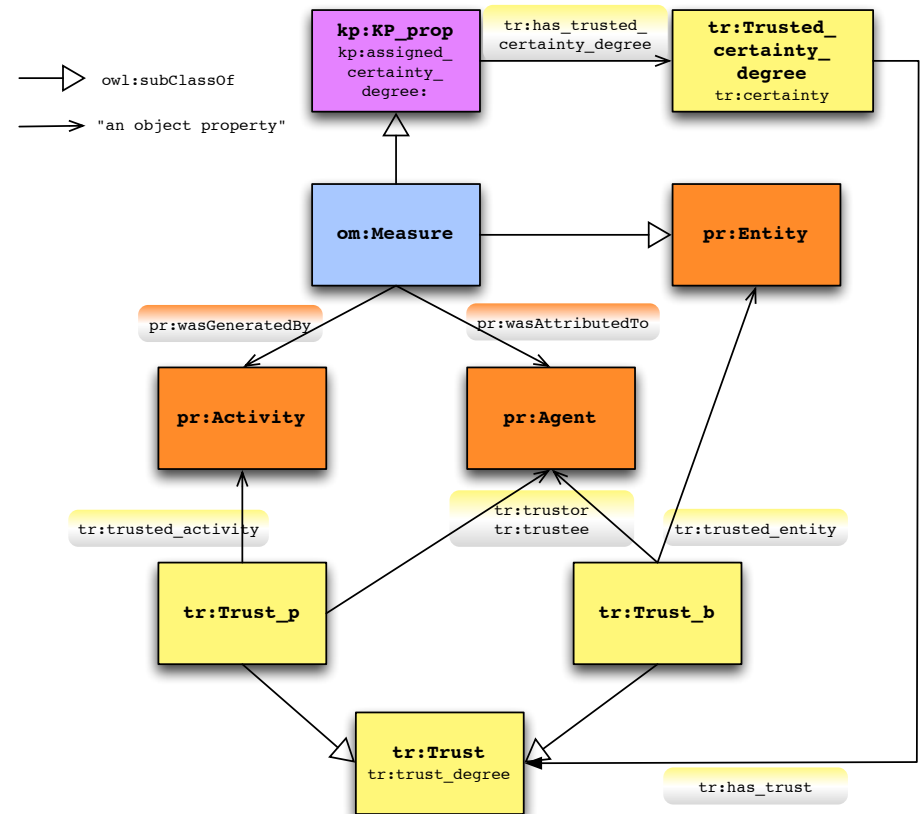 kp:KP_prop
kp:assigned_
certainty_
degree:
tr:has_trusted_
certainty_degree
tr:Trusted_
certainty_
degree
tr:certainty
owl:subClassOf
"an object property"
om:Measure
pr:Entity
pr:wasGeneratedBy
pr:wasAttributedTo
pr:Activity
pr:Agent
tr:trusted_activity
tr:trustor
tr:trustee
tr:trusted_entity
tr:Trust_p
tr:Trust_b
tr:Trust
tr:trust_degree
tr:has_trust